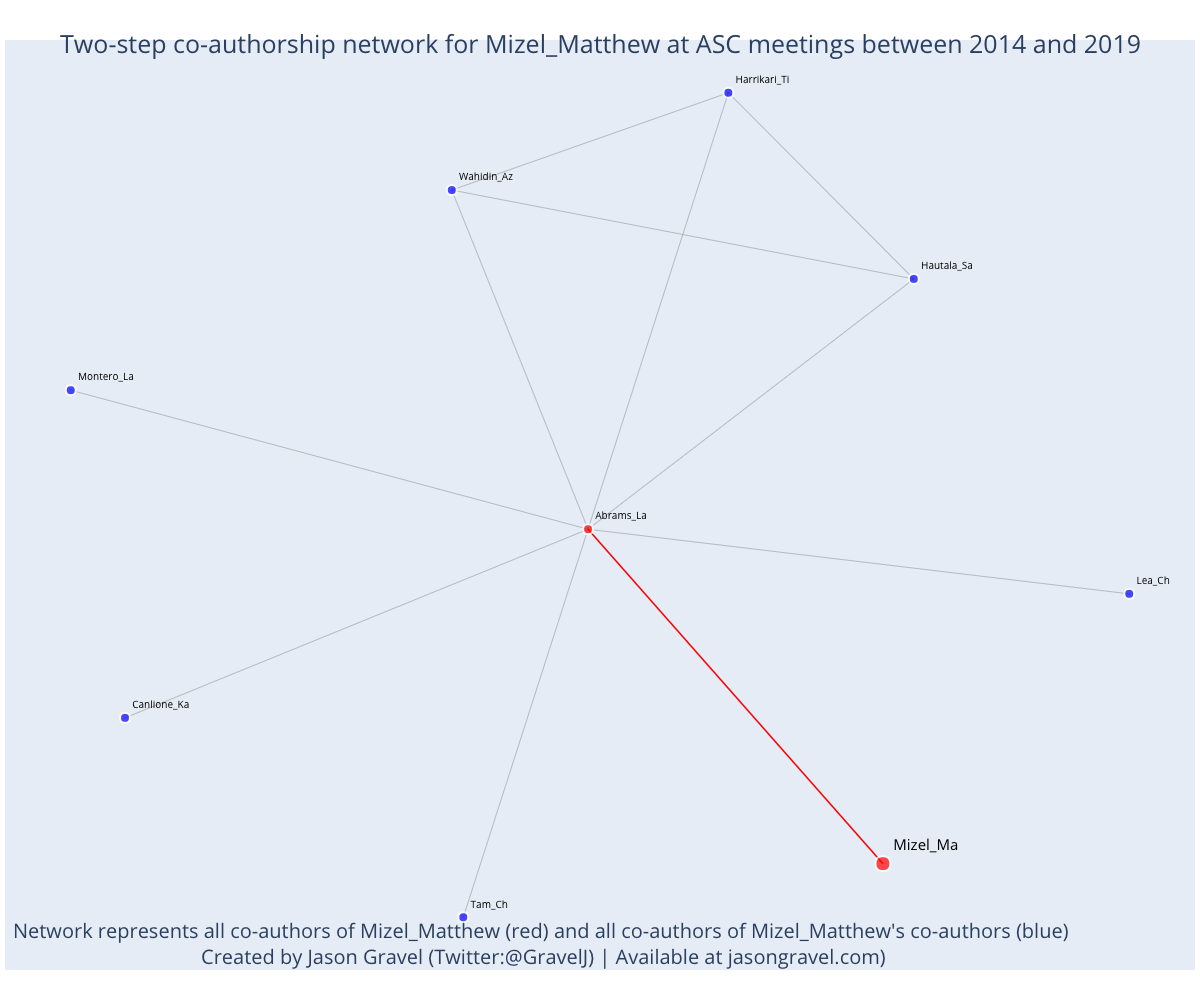 Two-step co-authorship network for Mizel_Matthew at ASC meetings between 2014 and 2019
Harrikari_Ti
Wahidin_Az
Hautala_Sa
Montero_La
Abrams_La
Lea_Ch
Canlione_Ka
Mizel_Ma
Tam_Ch
Network represents all co-authors of Mizel_Matthew (red) and all co-authors of Mizel_Matthew's co-authors (blue)
Created by Jason Gravel (Twitter:@GravelJ) | Available at jasongravel.com)